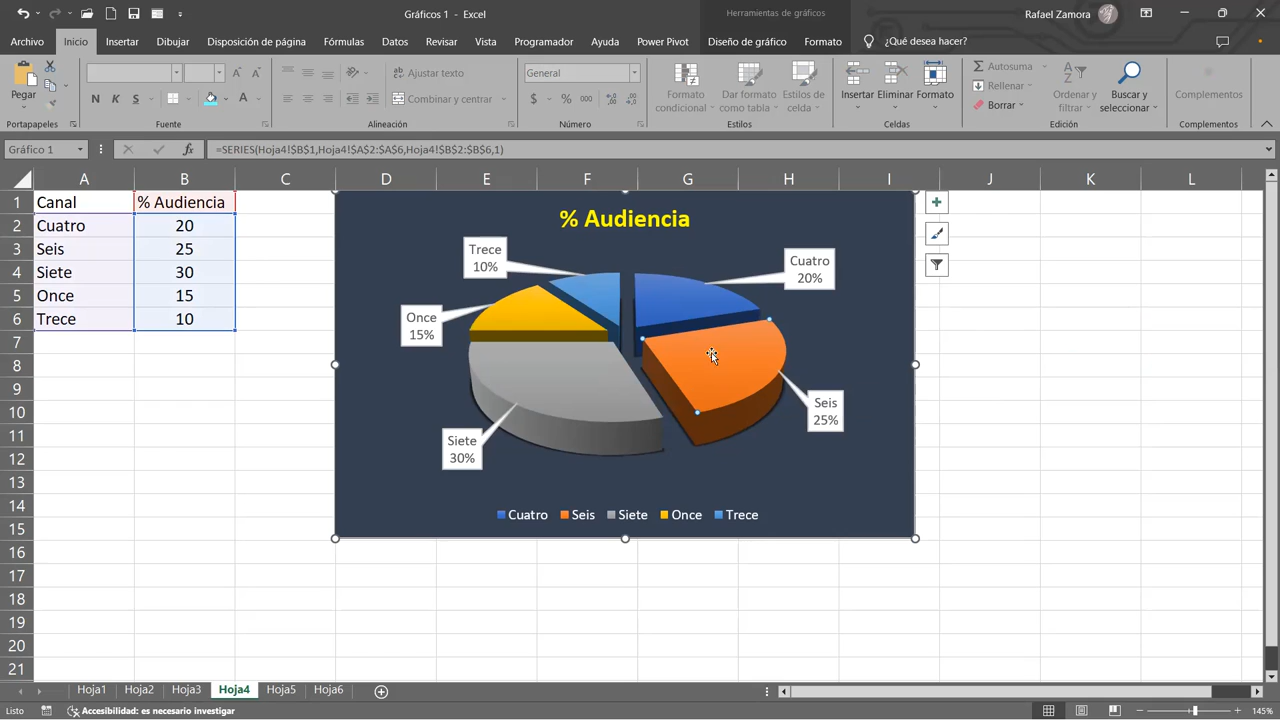 Gráficos 1 - Excel
Herramientas de gráficos
Rafael Zamora
Archivo Inicio Insertar Dibujar Disposición de página Fórmulas Datos Revisar Vista Programador Ayuda Power Pivot Diseño de gráfico Formato ¿Qué desea hacer?
Pegar
N K S
A A
A
Ajustar texto
Combinar y centrar
General
$ % 000
Formato condicional
Dar formato como tabla
Estilos de celda
Insertar Eliminar Formato
Autosuma
Rellenar
Borrar
Ordenar y filtrar
Buscar y seleccionar
Complementos
Portapapeles Fuente Alineación Número Estilos Celdas Edición Complementos
Gráfico 1 fx =SERIES(Hoja4!$B$1,Hoja4!$A$2:$A$6,Hoja4!$B$2:$B$6,1)
A B C D E F G H I J K L
1 Canal % Audiencia
2 Cuatro 20
3 Seis 25
4 Siete 30
5 Once 15
6 Trece 10
7
8
9
10
11
12
13
14
15
16
17
18
19
20
21
% Audiencia
Trece
10%
Cuatro
20%
Once
15%
Seis
25%
Siete
30%
Cuatro Seis Siete Once Trece
Hoja1 Hoja2 Hoja3 Hoja4 Hoja5 Hoja6
Listo Accesibilidad: es necesario investigar 145%